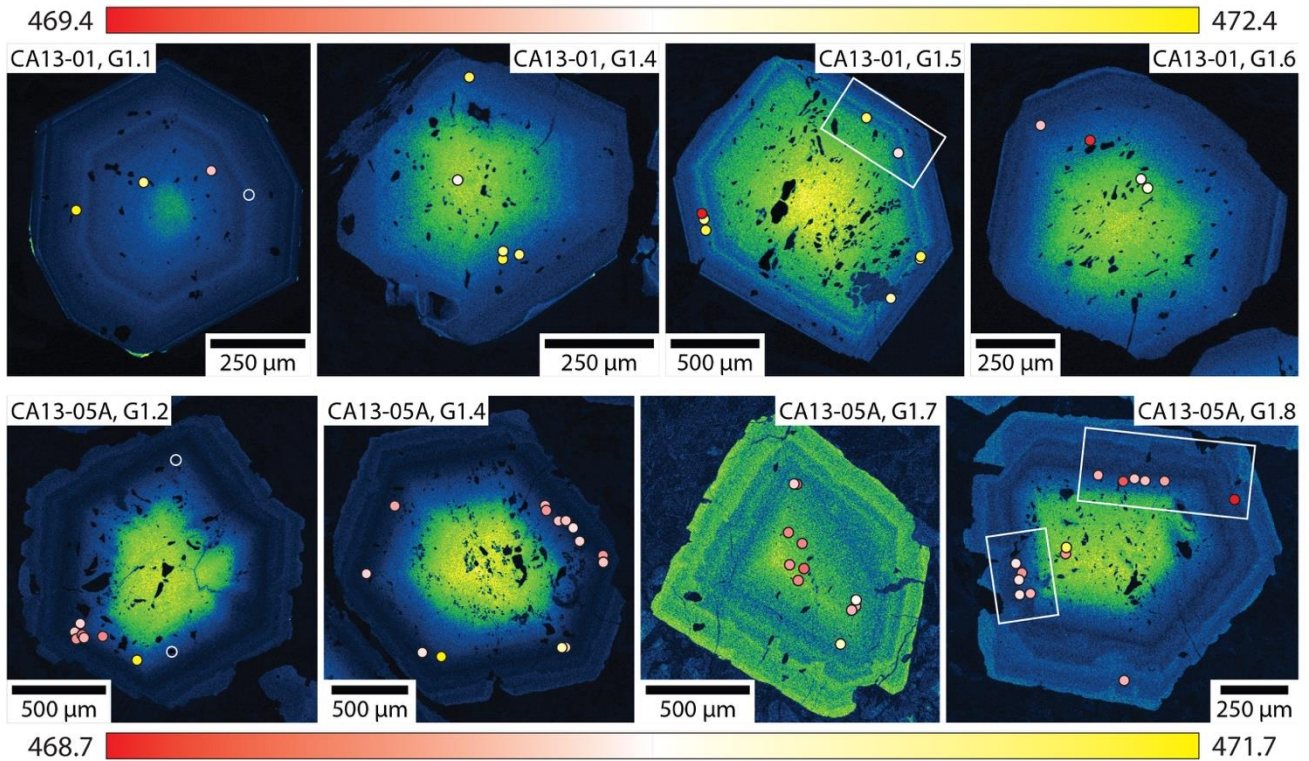 469.4 472.4
CA13-01, G1.1 CA13-01, G1.4 CA13-01, G1.5 CA13-01, G1.6
250 µm 250 µm 500 µm 250 µm
CA13-05A, G1.2 CA13-05A, G1.4 CA13-05A, G1.7 CA13-05A, G1.8
500 µm 500 µm 500 µm 250 µm
468.7 471.7